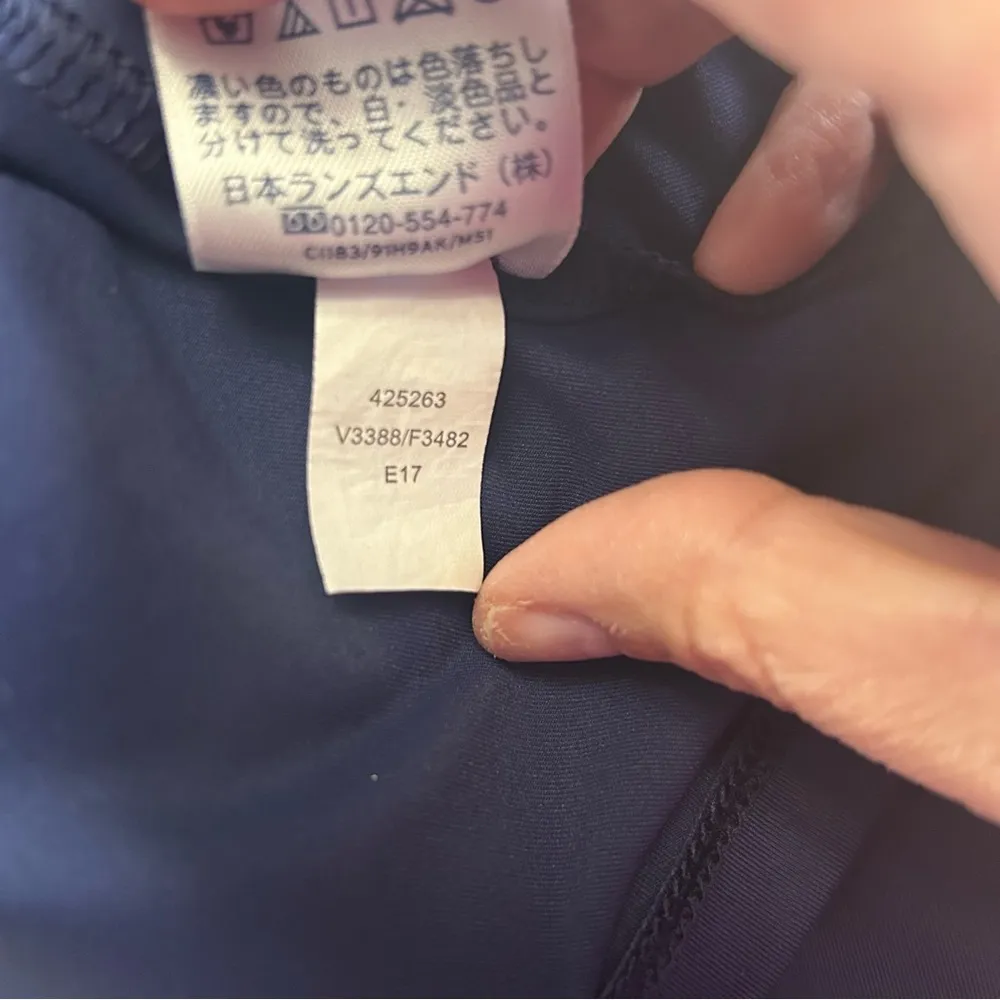 濃い色のものは色落ちし
ますので、白・淡色品と
分けて洗ってください。
日本ランズエンド（株）
0120-554-774
C1183/91H9AK/M51
425263
V3388/F3482
E17